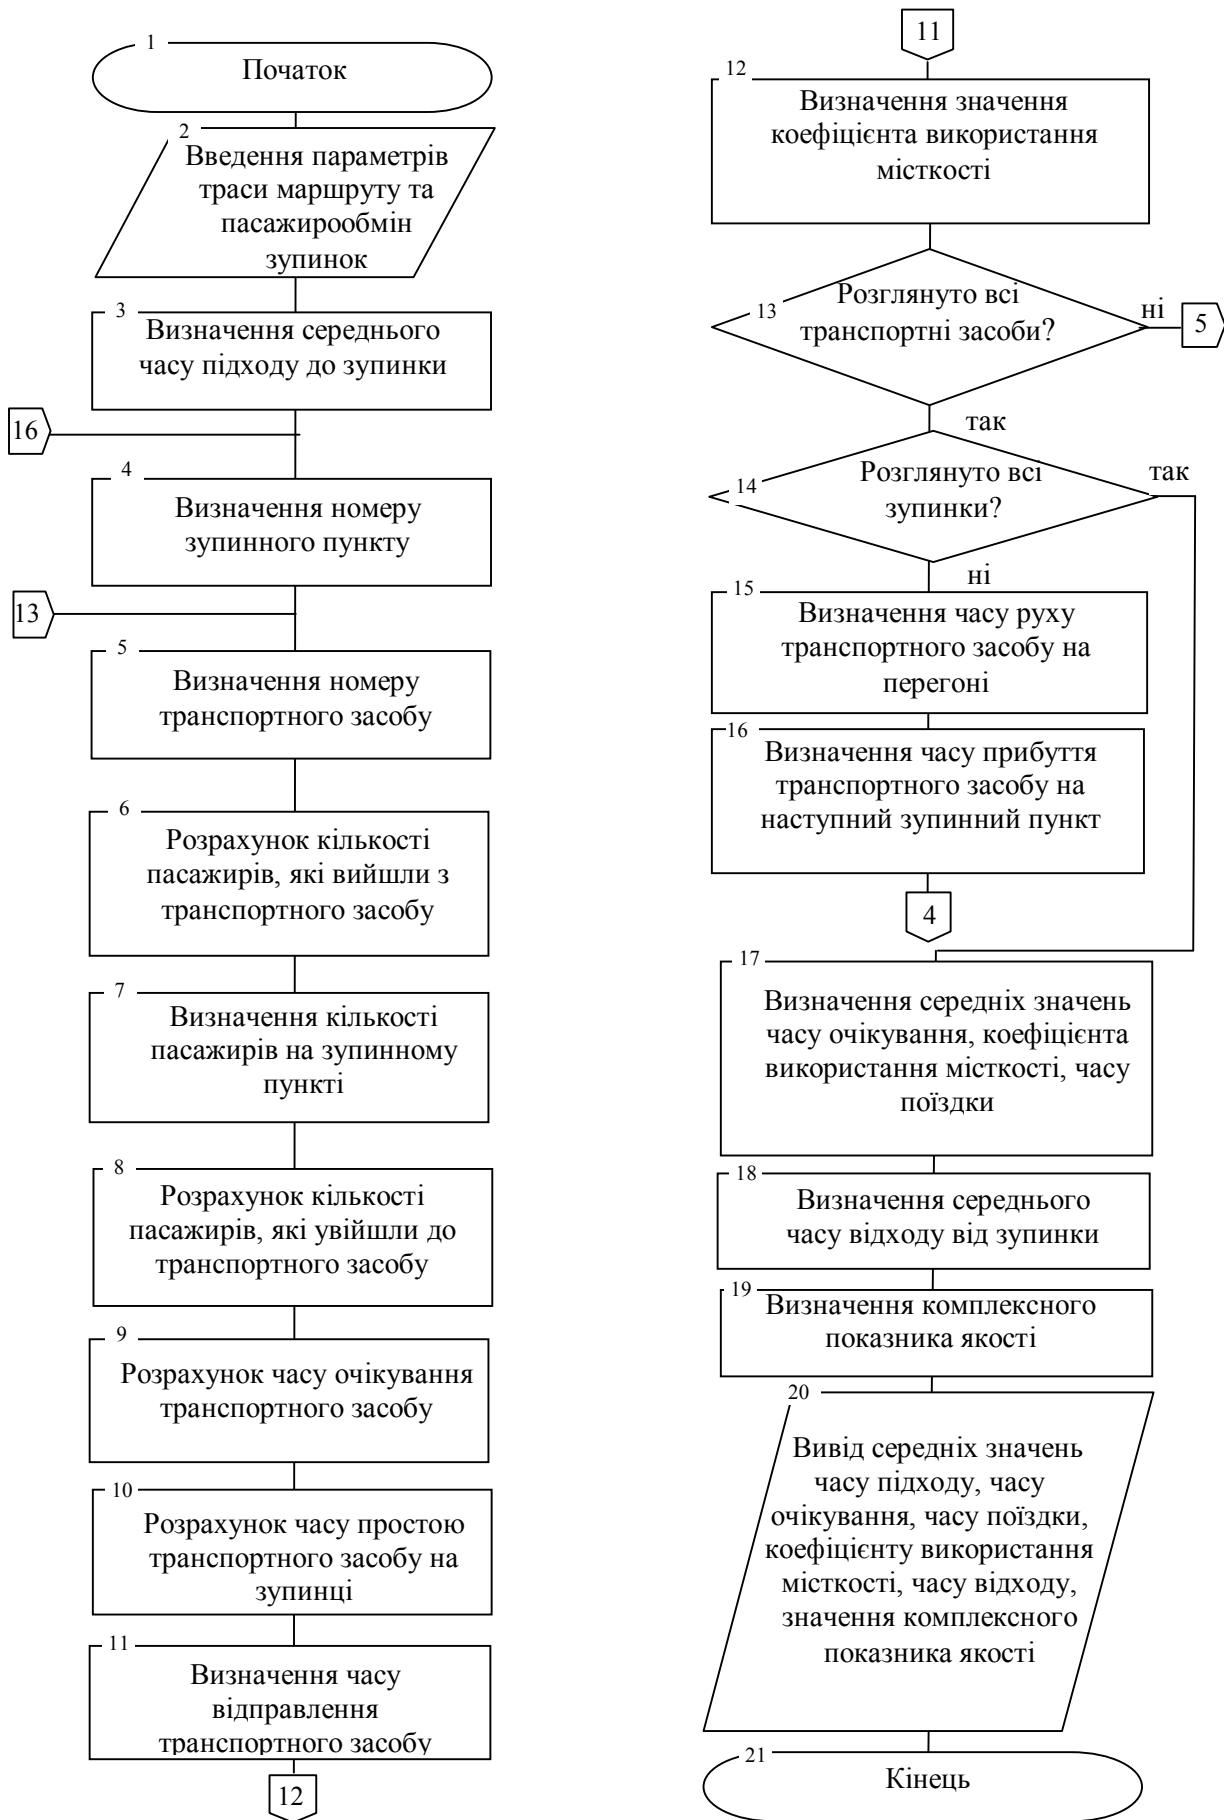 1
Початок
2
Введення параметрів
траси маршруту та
пасажирообмін
зупинок
3
Визначення середнього
часу підходу до зупинки
16
4
Визначення номеру
зупинного пункту
13
5
Визначення номеру
транспортного засобу
6
Розрахунок кількості
пасажирів, які вийшли з
транспортного засобу
7
Визначення кількості
пасажирів на зупинному
пункті
8
Розрахунок кількості
пасажирів, які увійшли до
транспортного засобу
9
Розрахунок часу очікування
транспортного засобу
10
Розрахунок часу простою
транспортного засобу на
зупинці
11
Визначення часу
відправлення
транспортного засобу
12
11
12
Визначення значення
коефіцієнта використання
місткості
13
Розглянуто всі
транспортні засоби?
ні
5
так
14
Розглянуто всі
зупинки?
так
ні
15
Визначення часу руху
транспортного засобу на
перегоні
16
Визначення часу прибуття
транспортного засобу на
наступний зупинний пункт
4
17
Визначення середніх значень
часу очікування, коефіцієнта
використання місткості, часу
поїздки
18
Визначення середнього
часу відходу від зупинки
19
Визначення комплексного
показника якості
20
Вивід середніх значень
часу підходу, часу
очікування, часу поїздки,
коефіцієнту використання
місткості, часу відходу,
значення комплексного
показника якості
21
Кінець